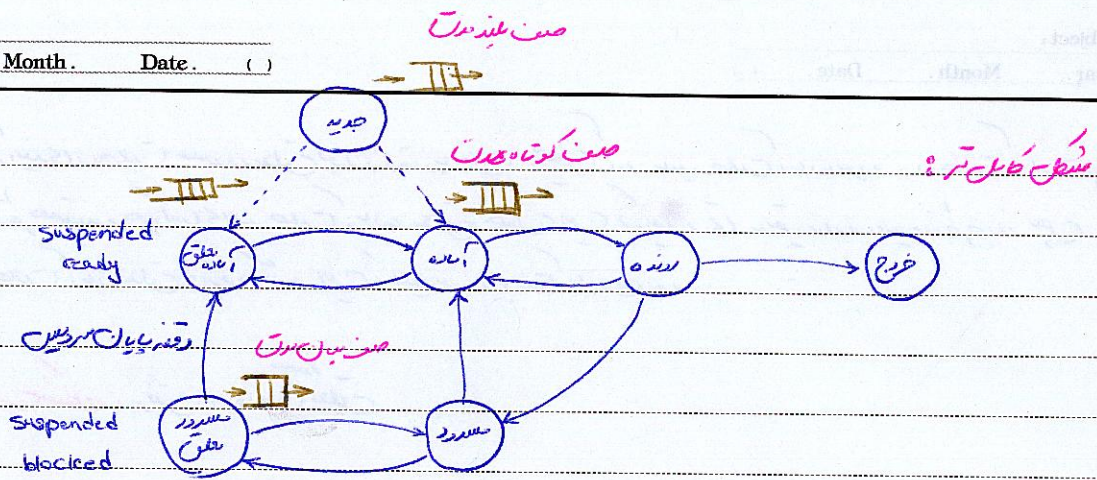 صف بلند مدت
Month. Date. ( )
جدید
شکل کامل تر :
صف کوتاه مدت
suspended
ready
آماده معلق
آماده
رونده
خروج
وقفه پایان سرویس
صف میان مدت
suspended
blocked
مسدود
معلق
مسدود